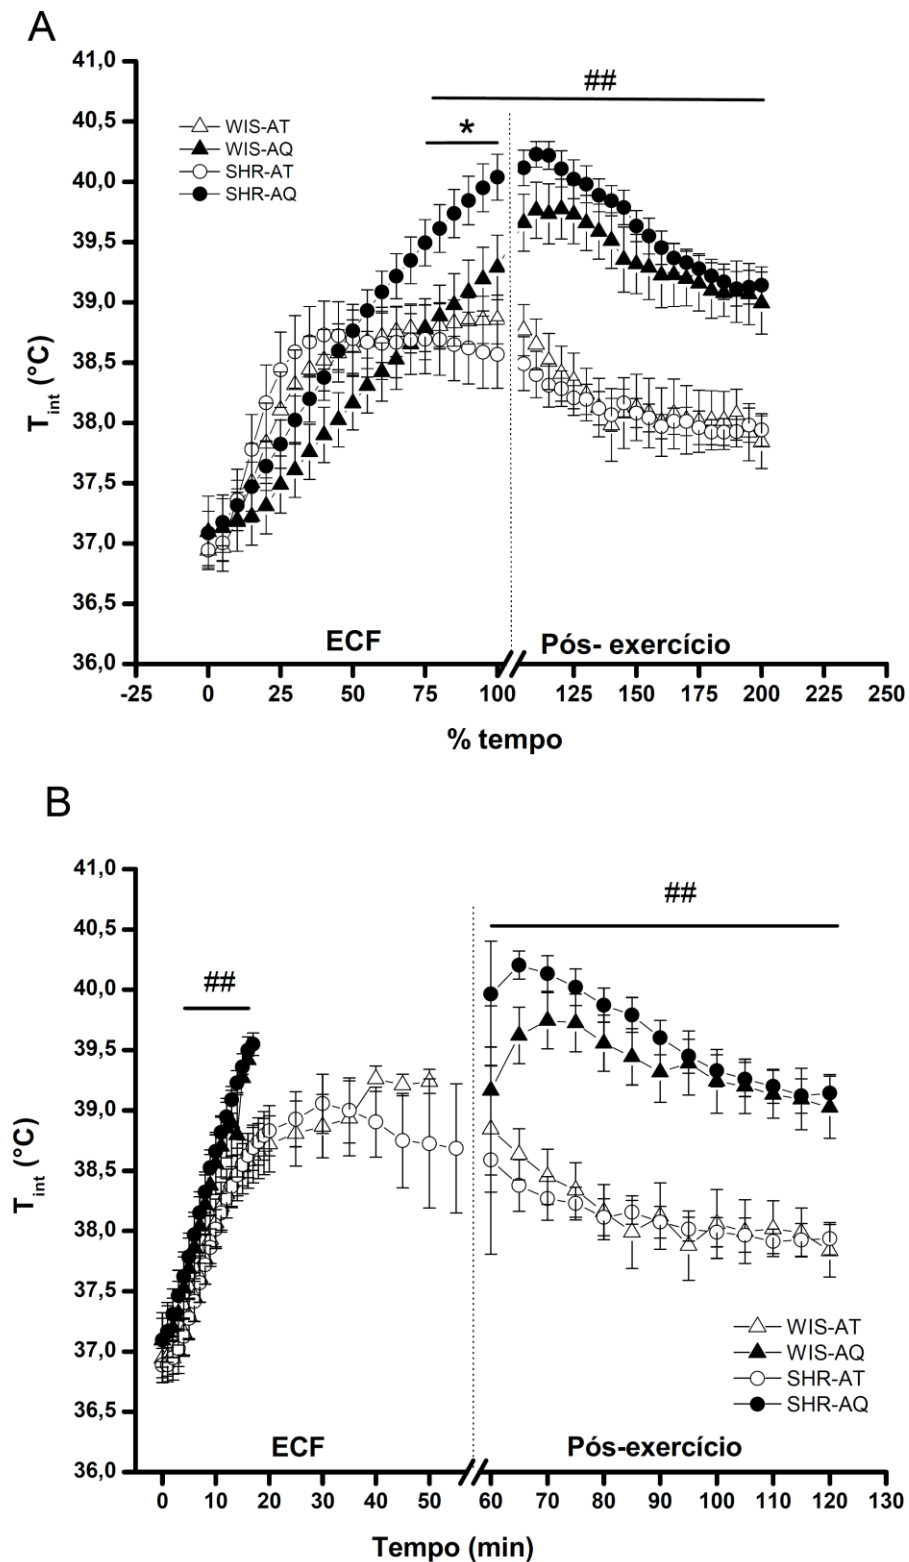 A
41,0
40,5
40,0
39,5
39,0
38,5
38,0
37,5
37,0
36,5
36,0
T int (°C)
WIS-AT
WIS-AQ
SHR-AT
SHR-AQ
##
*
ECF
Pós- exercício
-25 0 25 50 75 100 125 150 175 200 225 250
% tempo
B
41,0
40,5
40,0
39,5
39,0
38,5
38,0
37,5
37,0
36,5
36,0
T int (°C)
##
##
WIS-AT
WIS-AQ
SHR-AT
SHR-AQ
ECF
Pós-exercício
0 10 20 30 40 50 60 70 80 90 100 110 120 130
Tempo (min)